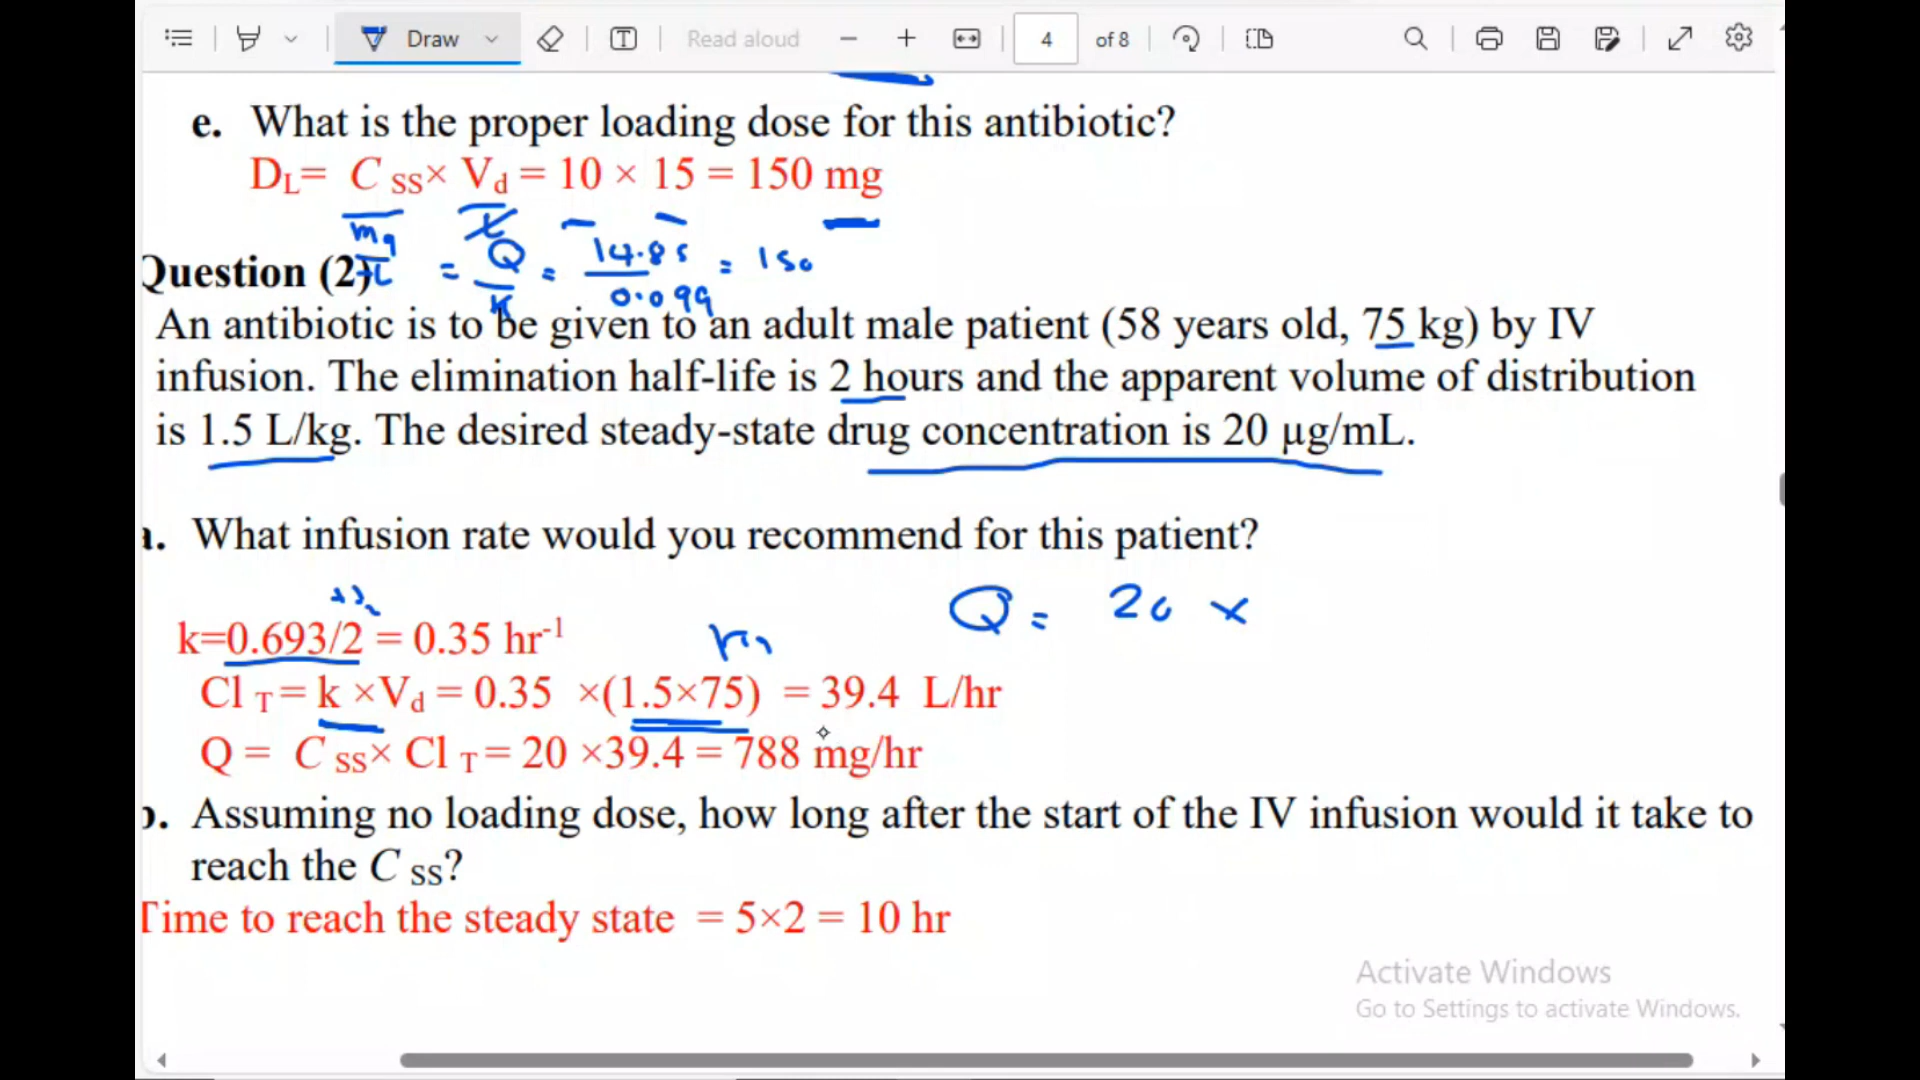 Draw
Read aloud
4 of 8
e. What is the proper loading dose for this antibiotic?
DL= C SS× Vd = 10 × 15 = 150 mg
mg
L
= Q = 14.85 = 150
K 0.099
Question (2)
An antibiotic is to be given to an adult male patient (58 years old, 75 kg) by IV
infusion. The elimination half-life is 2 hours and the apparent volume of distribution
is 1.5 L/kg. The desired steady-state drug concentration is 20 µg/mL.
a. What infusion rate would you recommend for this patient?
Q = 20 ×
k=0.693/2 = 0.35 hr-1
Cl T = k ×Vd = 0.35 ×(1.5×75) = 39.4 L/hr
Q = C SS× Cl T = 20 ×39.4 = 788 mg/hr
b. Assuming no loading dose, how long after the start of the IV infusion would it take to
reach the C SS?
Time to reach the steady state = 5×2 = 10 hr
Activate Windows
Go to Settings to activate Windows.